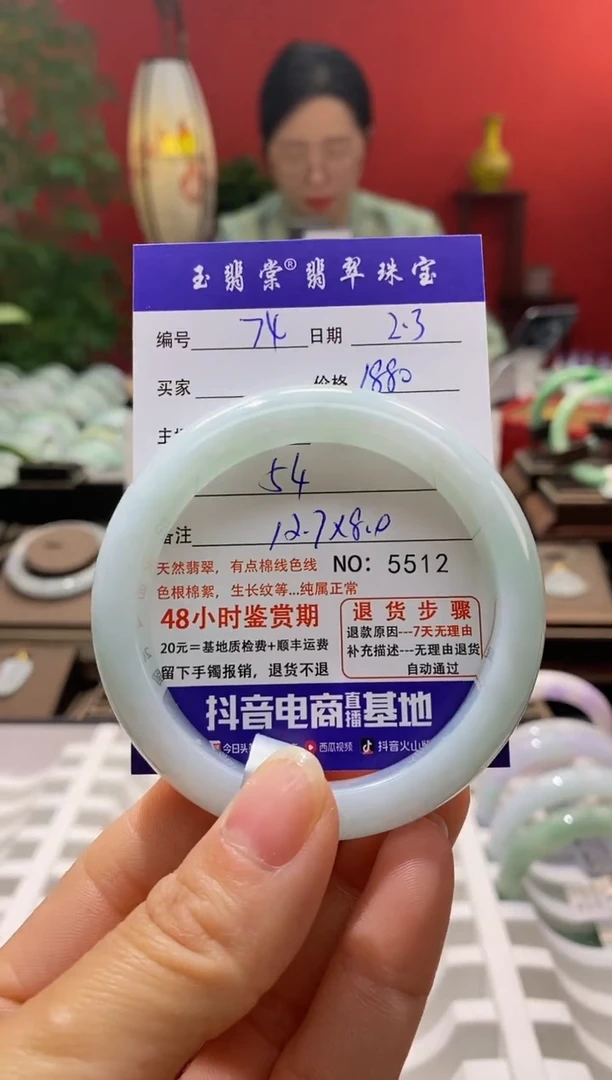 玉翡棠®翡翠珠宝
编号 74 日期 2.3
买家 价格 1880
主
54
备注 12.7X8.0
天然翡翠，有点棉线色线 NO: 5512
色根棉絮，生长纹等...纯属正常
48小时鉴赏期
20元=基地质检费+顺丰运费
留下手镯报销，退货不退
退货步骤
退款原因---7天无理由
补充描述---无理由退货
自动通过
抖音电商直播基地
今日头 西瓜视频 抖音火山